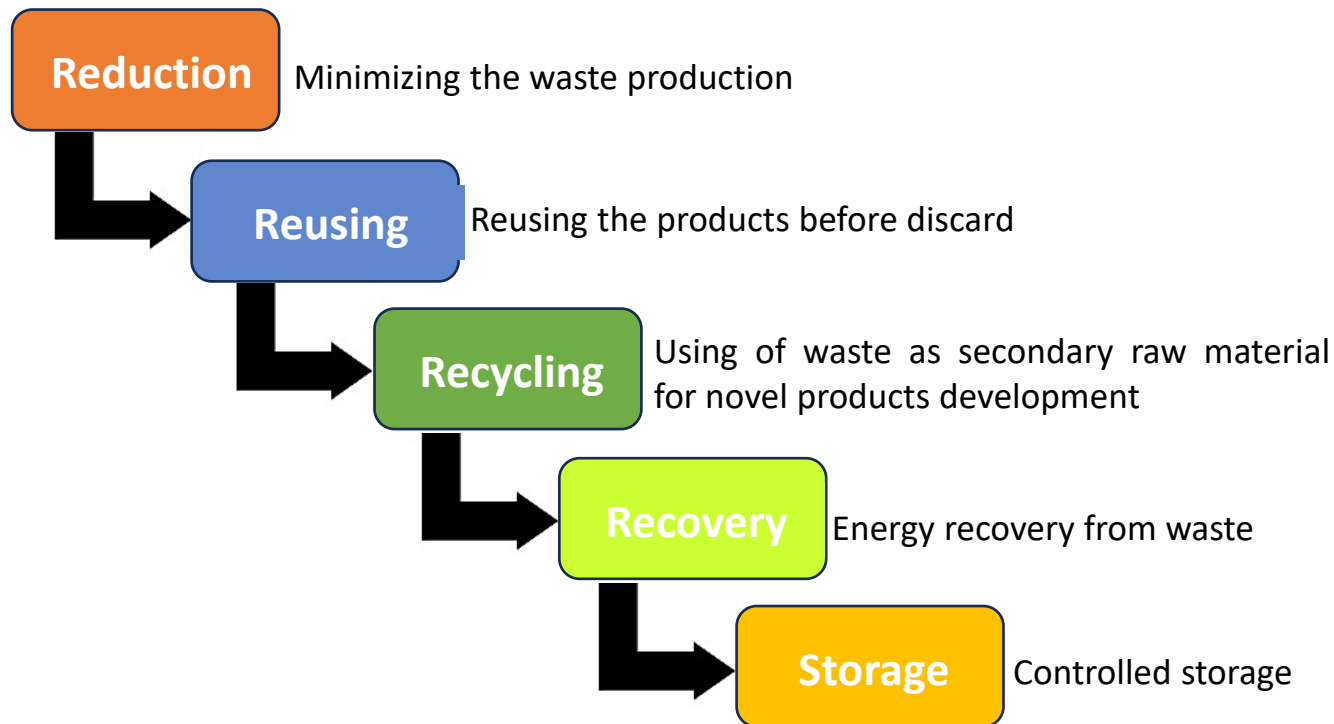 Reduction
Minimizing the waste production
Reusing
Reusing the products before discard
Recycling
Using of waste as secondary raw material
for novel products development
Recovery
Energy recovery from waste
Storage
Controlled storage